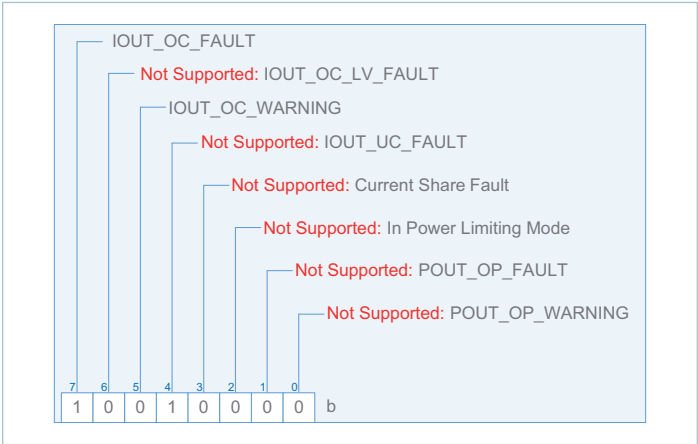 IOUT_OC_FAULT
Not Supported: IOUT_OC_LV_FAULT
IOUT_OC_WARNING
Not Supported: IOUT_UC_FAULT
Not Supported: Current Share Fault
Not Supported: In Power Limiting Mode
Not Supported: POUT_OP_FAULT
Not Supported: POUT_OP_WARNING
7 6 5 4 3 2 1 0
1 0 0 1 0 0 0 0 b